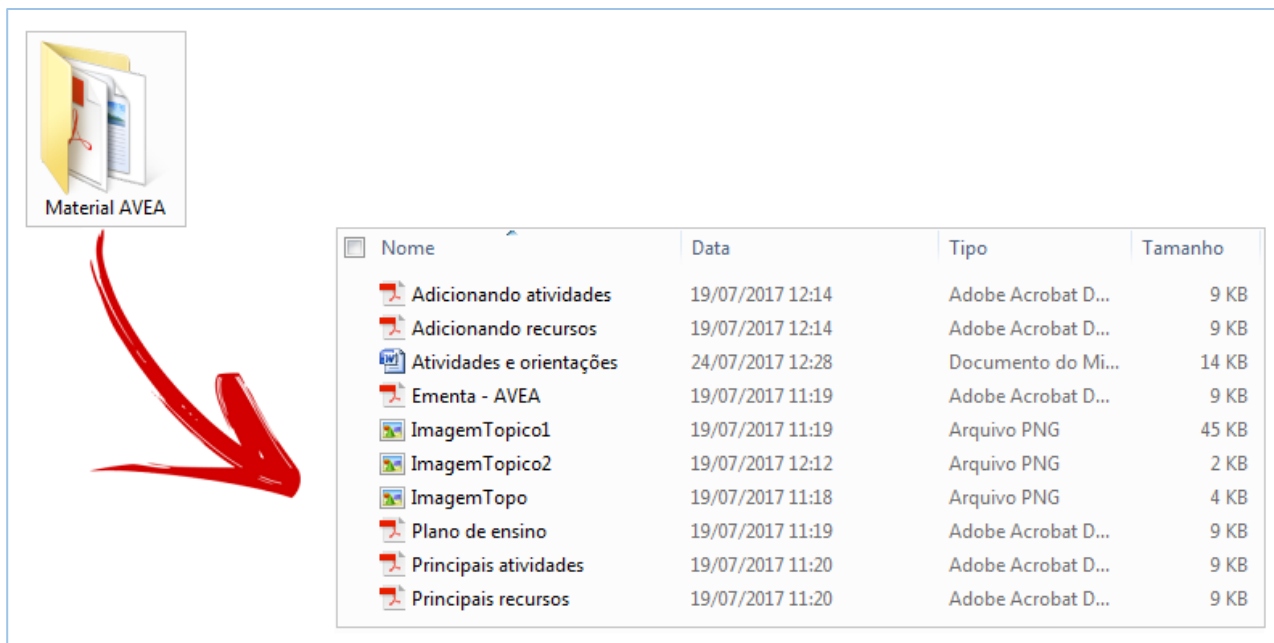 Material AVEA
Nome Data Tipo Tamanho
Adicionando atividades 19/07/2017 12:14 Adobe Acrobat D... 9 KB
Adicionando recursos 19/07/2017 12:14 Adobe Acrobat D... 9 KB
Atividades e orientações 24/07/2017 12:28 Documento do Mi... 14 KB
Ementa - AVEA 19/07/2017 11:19 Adobe Acrobat D... 9 KB
ImagemTopico1 19/07/2017 11:19 Arquivo PNG 45 KB
ImagemTopico2 19/07/2017 12:12 Arquivo PNG 2 KB
ImagemTopo 19/07/2017 11:18 Arquivo PNG 4 KB
Plano de ensino 19/07/2017 11:19 Adobe Acrobat D... 9 KB
Principais atividades 19/07/2017 11:20 Adobe Acrobat D... 9 KB
Principais recursos 19/07/2017 11:20 Adobe Acrobat D... 9 KB